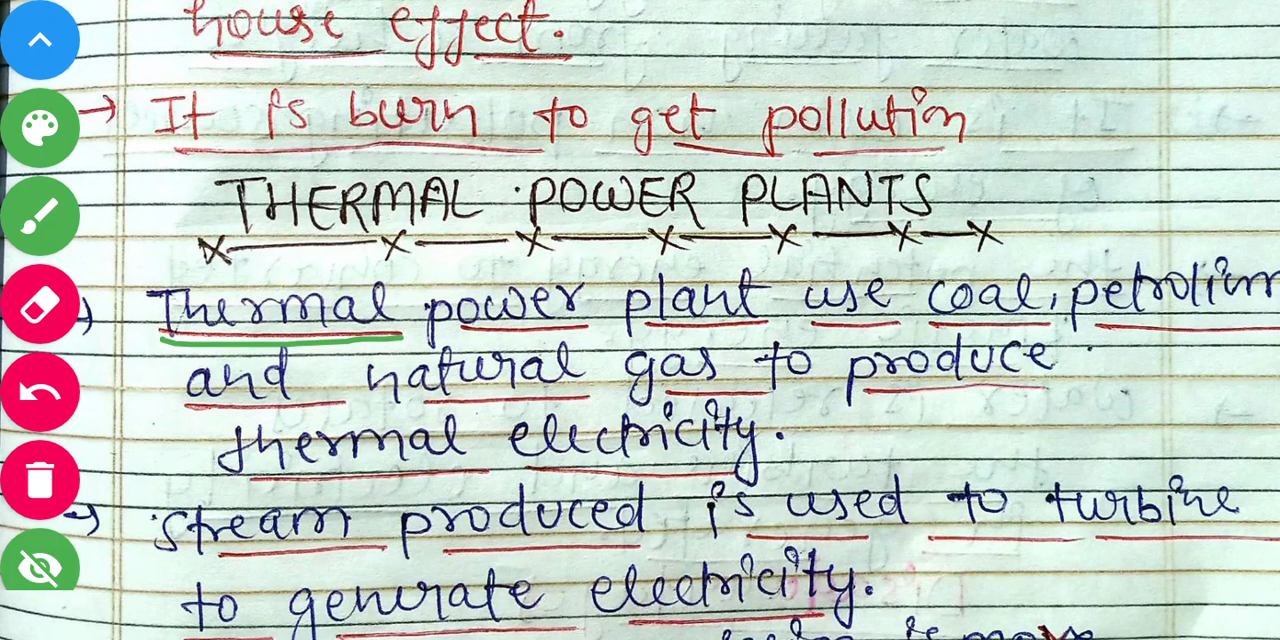 house effect.
→ It is burn to get pollution
THERMAL POWER PLANTS
→ Thermal power plant use coal, petrolium
and natural gas to produce
thermal electricity.
→ stream produced is used to turbine
to generate electricity.